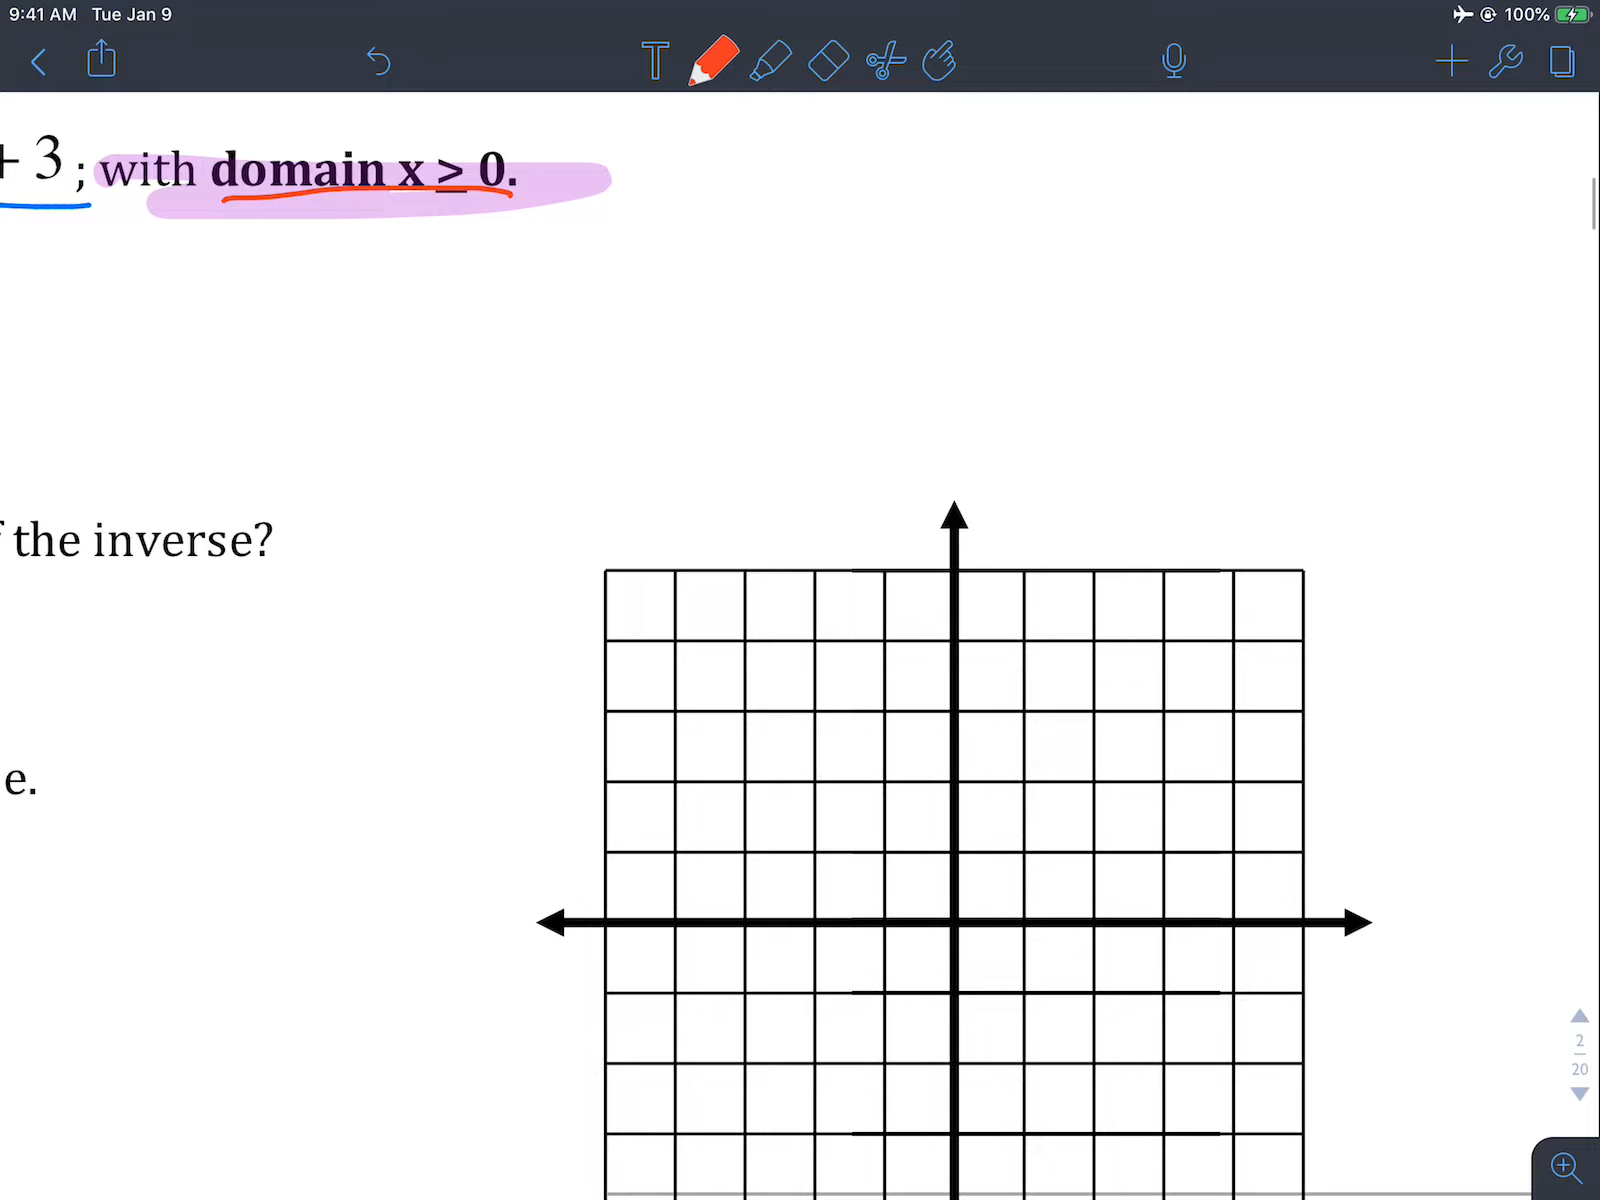 9:41 AM Tue Jan 9 100%
T
+ 3 ; with domain x ≥ 0.
the inverse?
e.
2
20